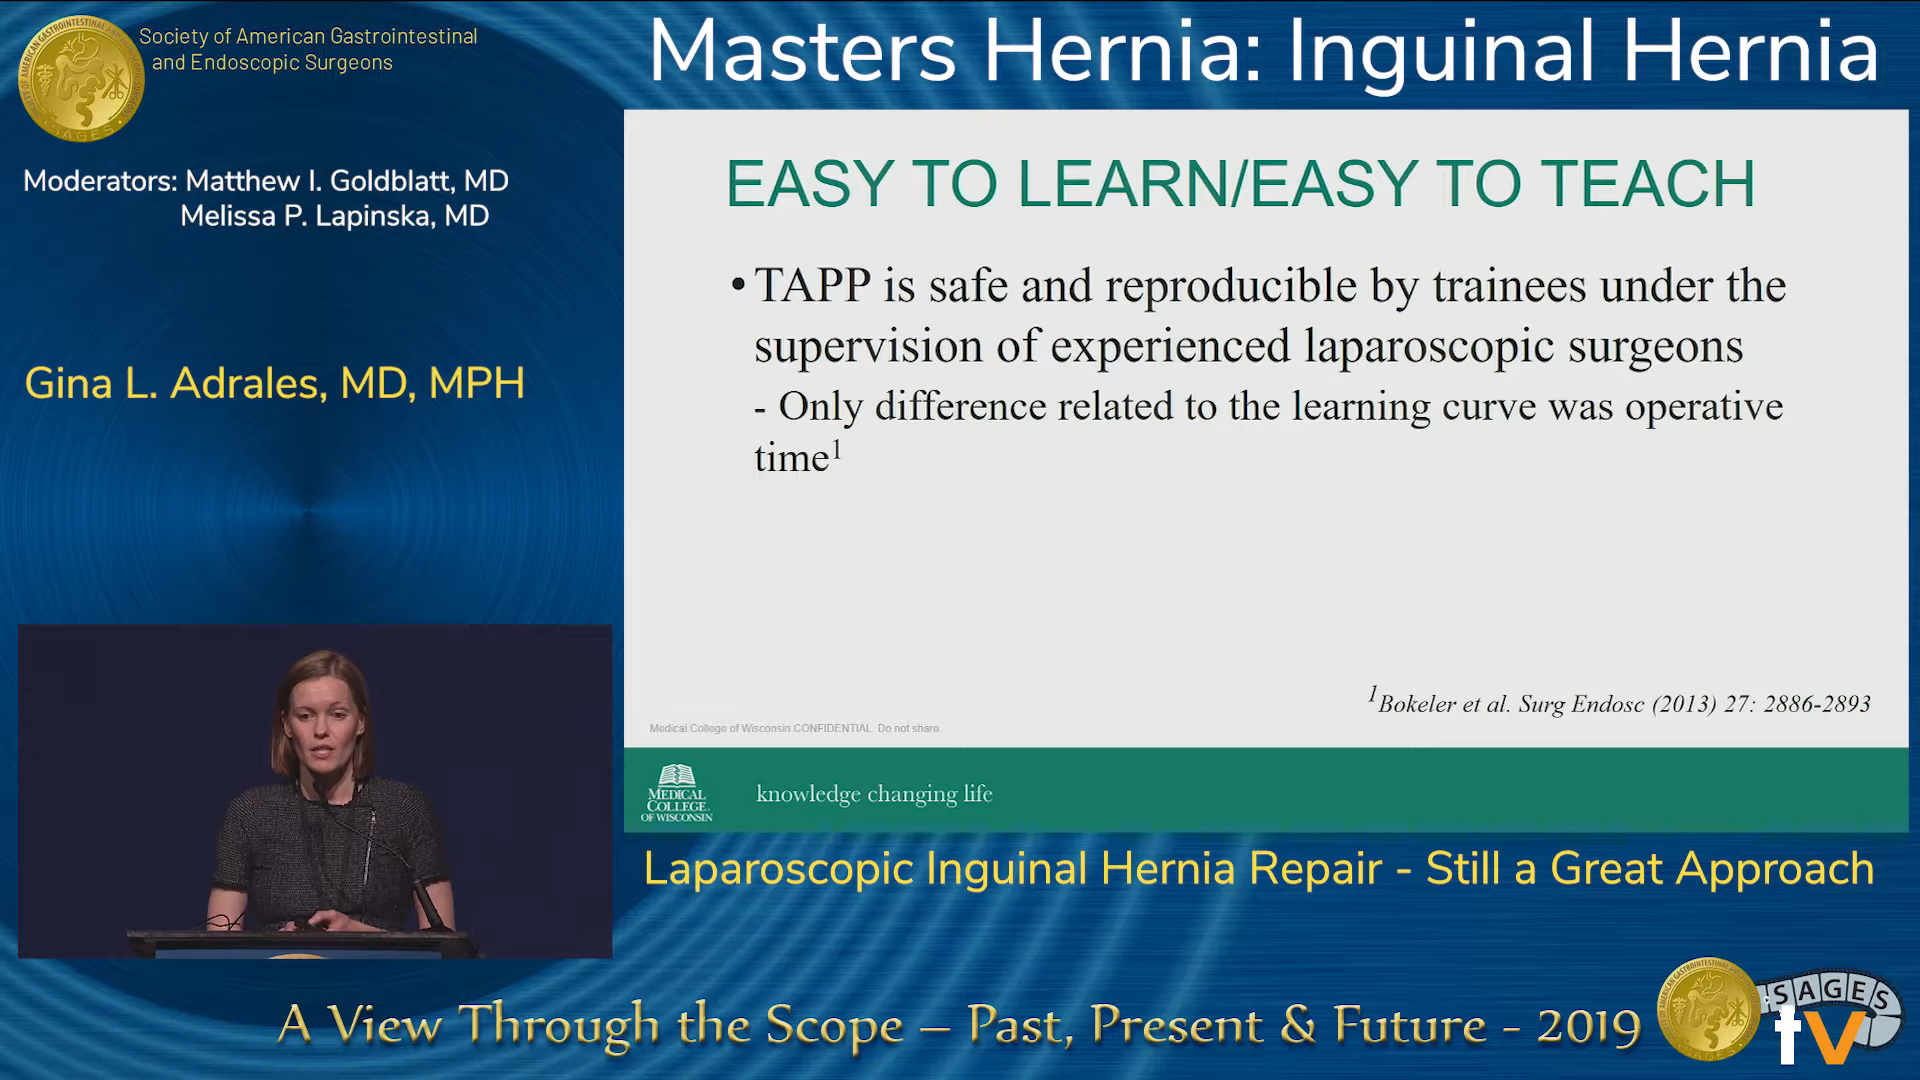 Society of American Gastrointestinal
and Endoscopic Surgeons
Masters Hernia: Inguinal Hernia
Moderators: Matthew I. Goldblatt, MD
Melissa P. Lapinska, MD
Gina L. Adrales, MD, MPH
EASY TO LEARN/EASY TO TEACH
•TAPP is safe and reproducible by trainees under the
supervision of experienced laparoscopic surgeons
- Only difference related to the learning curve was operative
time¹
¹Bokeler et al. Surg Endosc (2013) 27: 2886-2893
Medical College of Wisconsin CONFIDENTIAL. Do not share.
MEDICAL
COLLEGE
OF WISCONSIN
knowledge changing life
Laparoscopic Inguinal Hernia Repair - Still a Great Approach
A View Through the Scope – Past, Present & Future - 2019
SAGES
tv